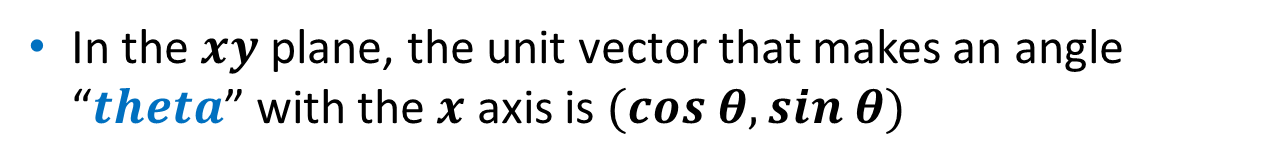 • In the xy plane, the unit vector that makes an angle
“theta” with the x axis is (cos θ, sin θ)